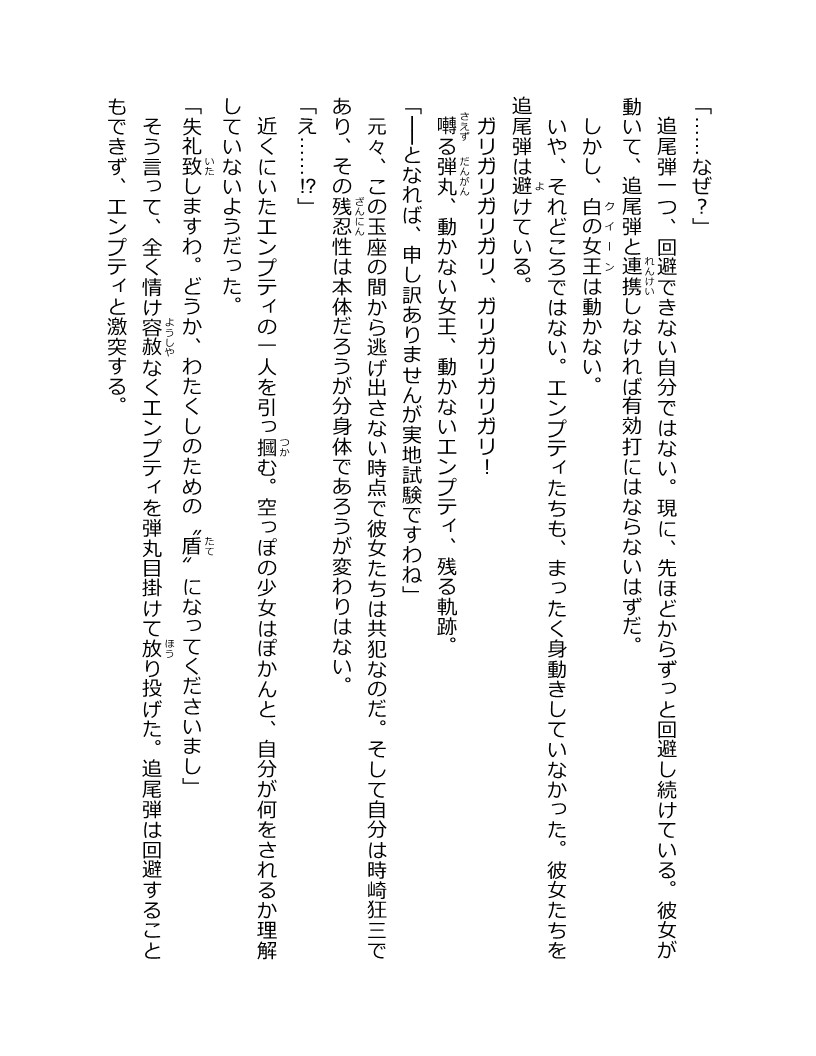 「……なぜ？」
　追尾弾一つ、回避できない自分ではない。現に、先ほどからずっと回避し続けている。彼女が
動いて、追尾弾と連携しなければ有効打にはならないはずだ。
　しかし、白の女王は動かない。
　いや、それどころではない。エンプティたちも、まったく身動きしていなかった。彼女たちを
追尾弾は避けている。
　ガリガリガリガリ、ガリガリガリガリ！
　囀る弾丸、動かない女王、動かないエンプティ、残る軌跡。
「――となれば、申し訳ありませんが実地試験ですわね」
　元々、この玉座の間から逃げ出さない時点で彼女たちは共犯なのだ。そして自分は時崎狂三で
あり、その残忍性は本体だろうが分身体であろうが変わりはない。
「え……⁉」
　近くにいたエンプティの一人を引っ摑む。空っぽの少女はぽかんと、自分が何をされるか理解
していないようだった。
「失礼致しますわ。どうか、わたくしのための〝盾〟になってくださいまし」
　そう言って、全く情け容赦なくエンプティを弾丸目掛けて放り投げた。追尾弾は回避すること
もできず、エンプティと激突する。